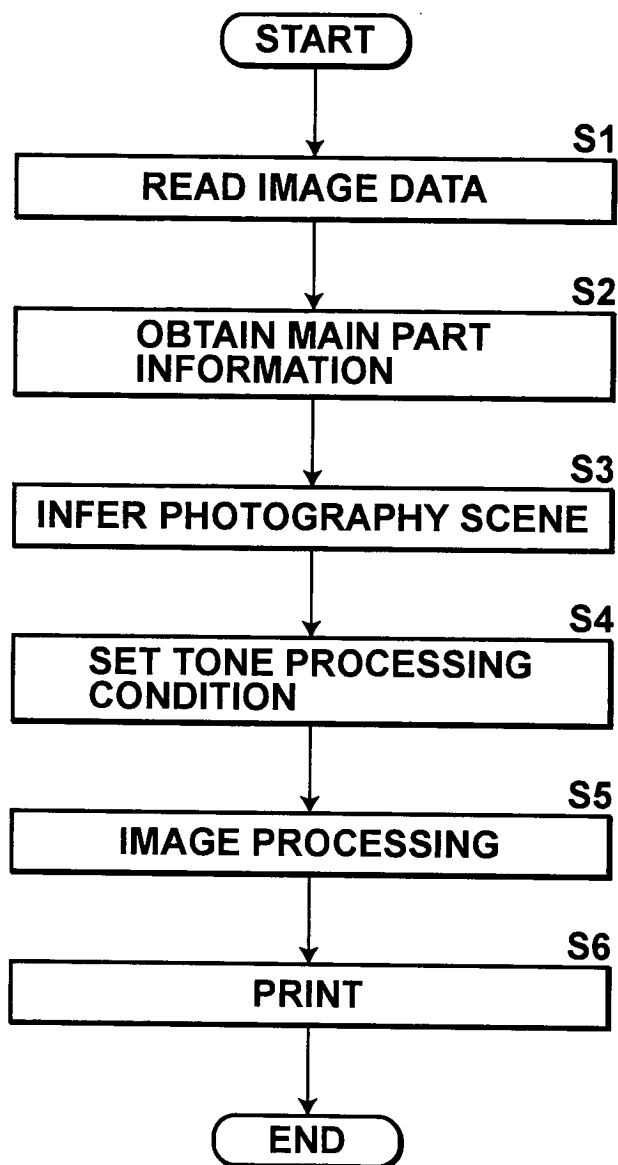 START
S1
READ IMAGE DATA
S2
OBTAIN MAIN PART
INFORMATION
S3
INFER PHOTOGRAPHY SCENE
S4
SET TONE PROCESSING
CONDITION
S5
IMAGE PROCESSING
S6
PRINT
END